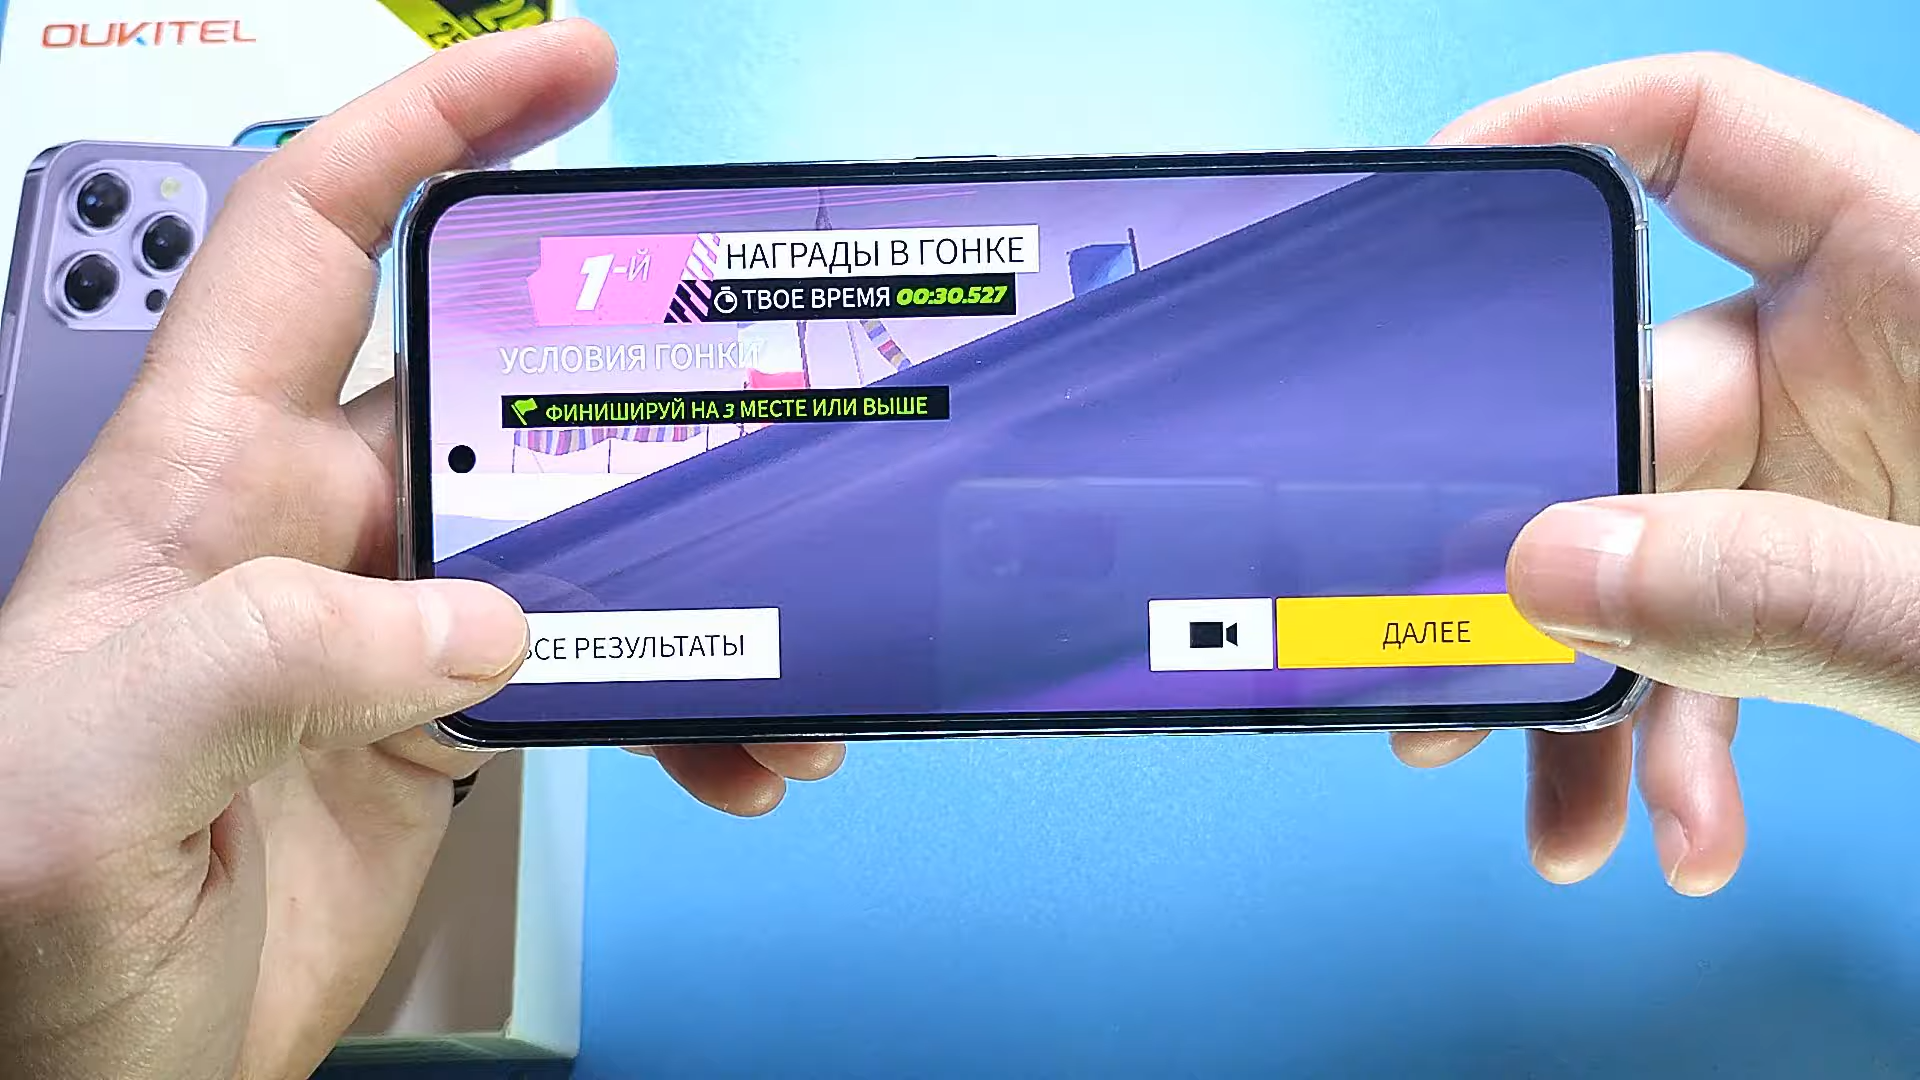 OUKITEL
1-Й
НАГРАДЫ В ГОНКЕ
ТВОЕ ВРЕМЯ 00:30.527
УСЛОВИЯ ГОНКИ
ФИНИШИРУЙ НА 3 МЕСТЕ ИЛИ ВЫШЕ
ВСЕ РЕЗУЛЬТАТЫ
ДАЛЕЕ